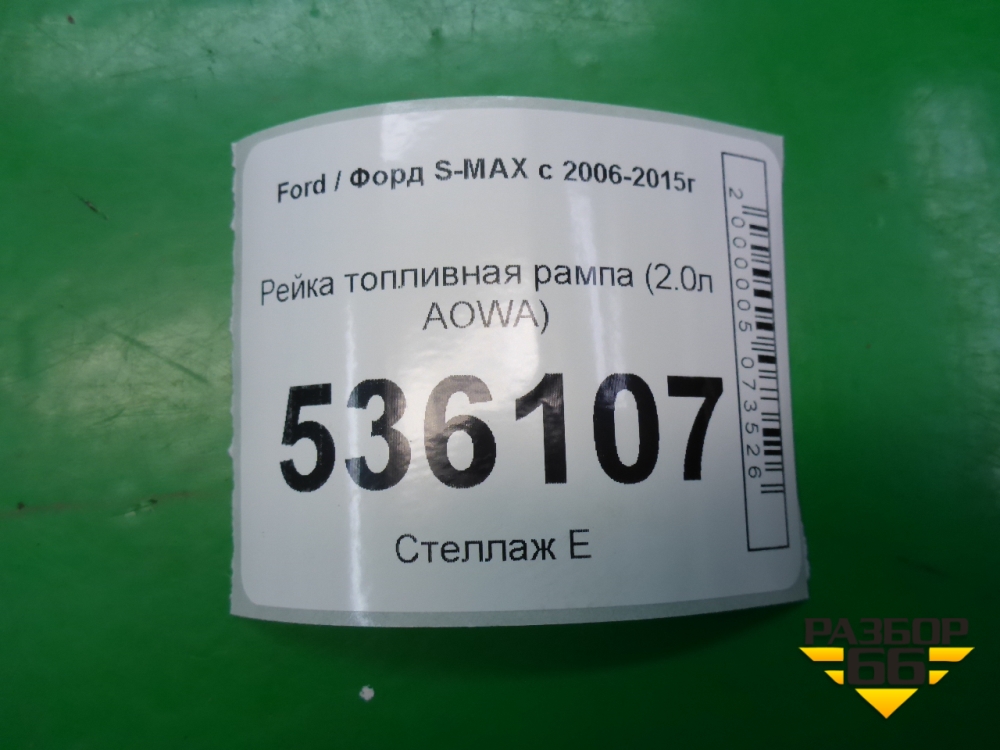 Ford / Форд S-MAX с 2006-2015г
Рейка топливная рампа (2.0л
AOWA)
536107
Стеллаж Е
2000005073526
РАЗБОР
66